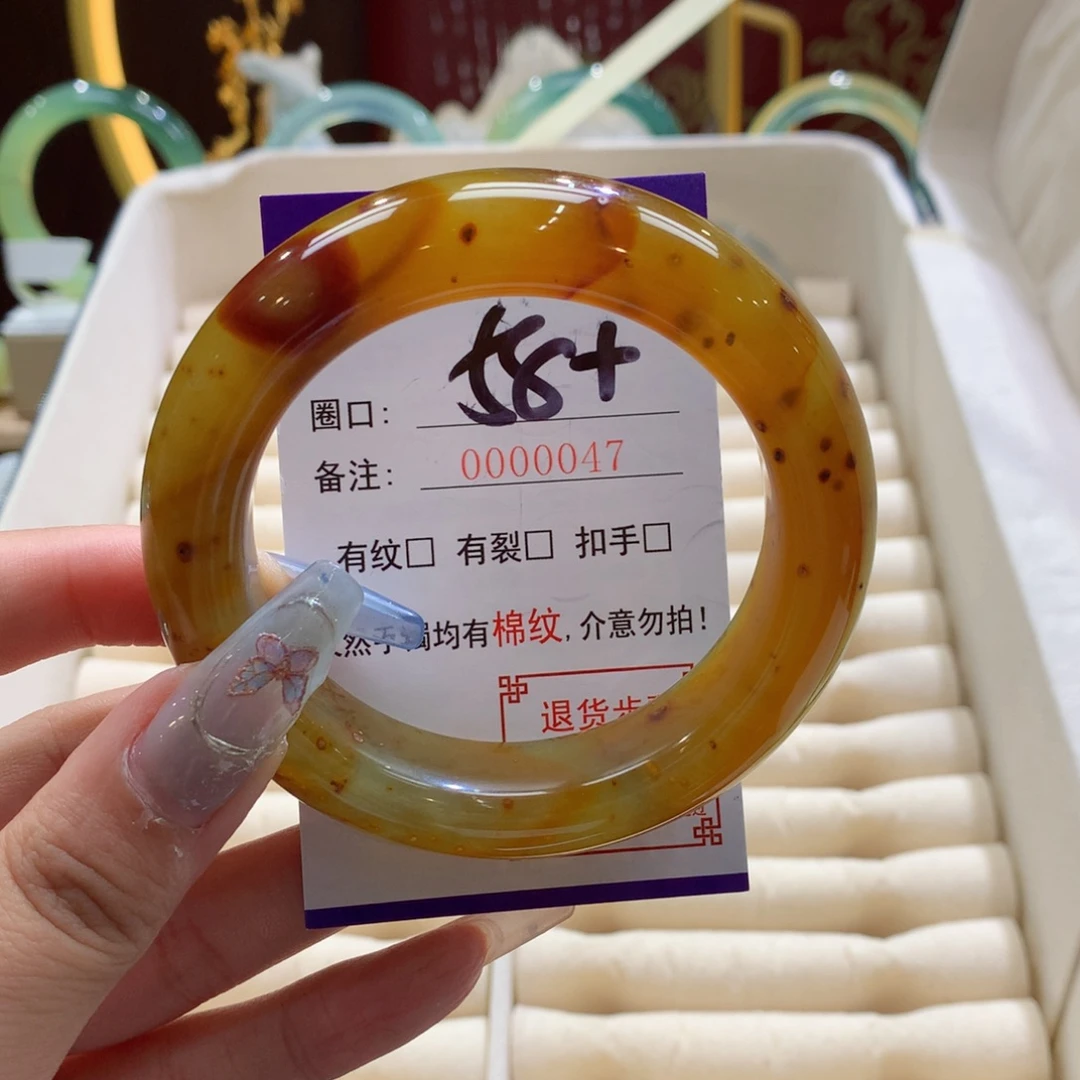 圈口: 58+
备注: 0000047
有纹□ 有裂□ 扣手□
然手镯均有棉纹,介意勿拍!
退货步